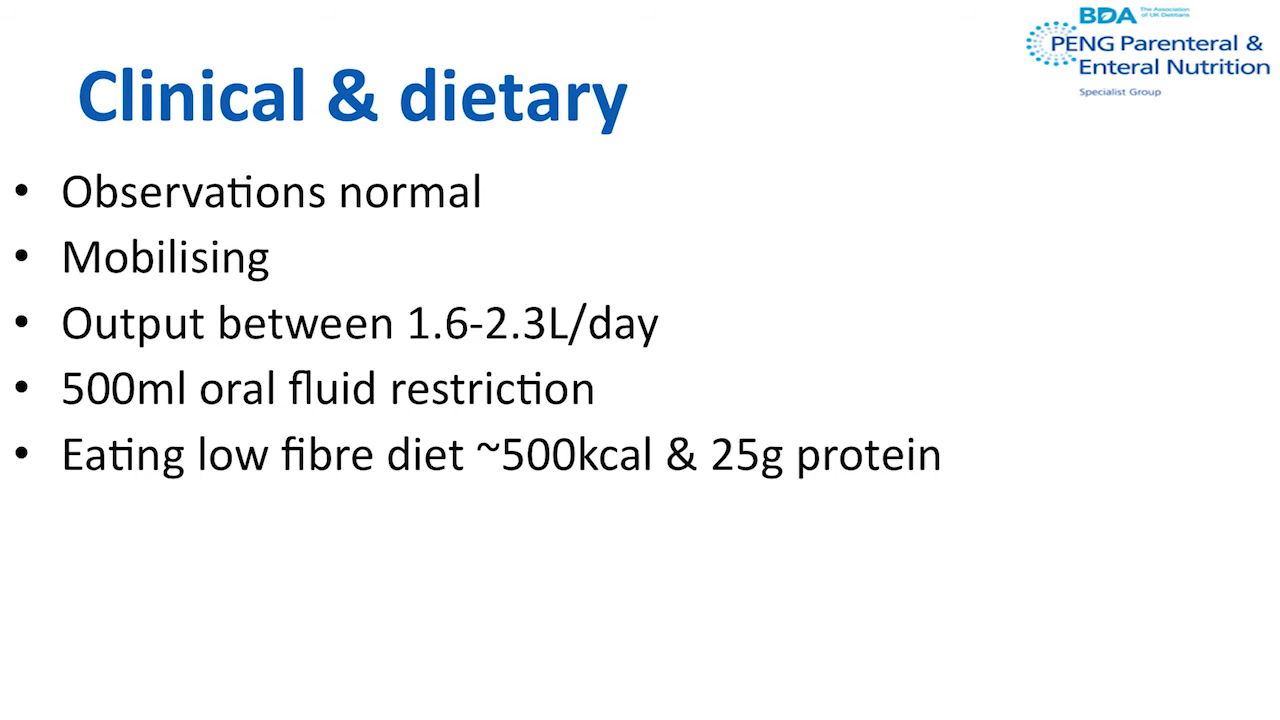 BDA The Association of UK Dietitians
PENG Parenteral &
Enteral Nutrition
Specialist Group
Clinical & dietary
• Observations normal
• Mobilising
• Output between 1.6-2.3L/day
• 500ml oral fluid restriction
• Eating low fibre diet ~500kcal & 25g protein